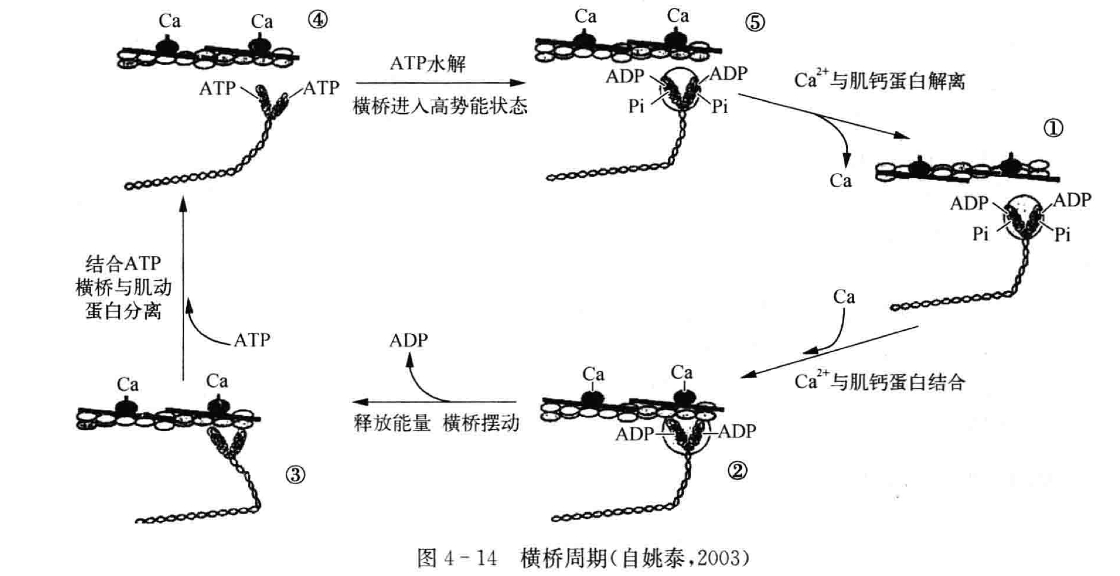 Ca Ca ④
ATP ATP
ATP水解
横桥进入高势能状态
Ca Ca ⑤
ADP ADP
Pi Pi
Ca²⁺与肌钙蛋白解离
Ca
①
ADP ADP
Pi Pi
Ca
Ca²⁺与肌钙蛋白结合
Ca Ca
ADP ADP
②
ADP
释放能量 横桥摆动
Ca Ca
③
结合ATP
横桥与肌动
蛋白分离
ATP
图 4-14 横桥周期(自姚泰,2003)